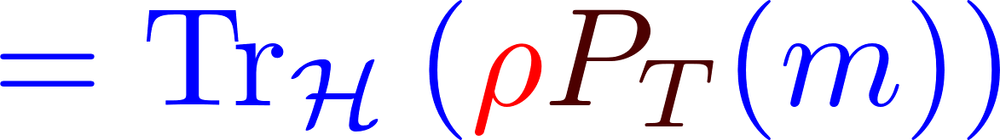 = Tr_ℋ (ρP_T(m))